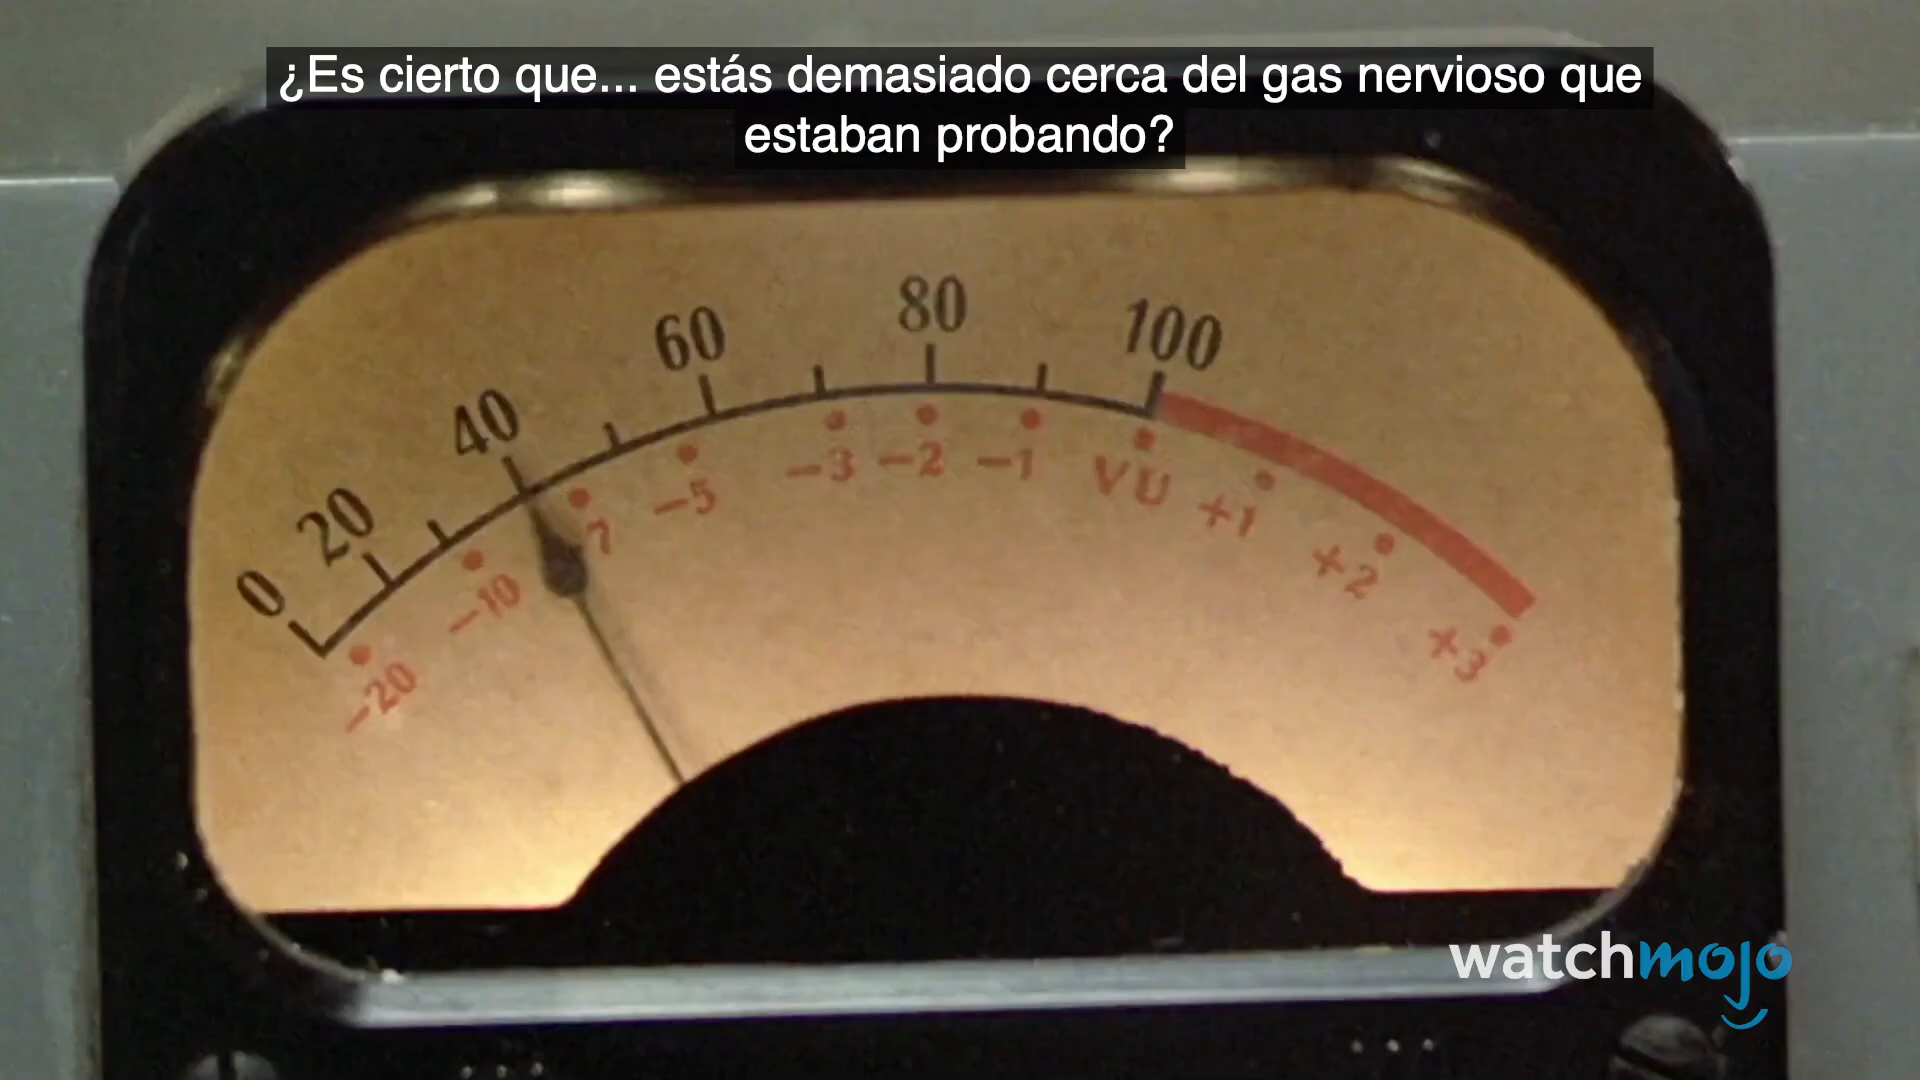 ¿Es cierto que... estás demasiado cerca del gas nervioso que
estaban probando?
0 20 40 60 80 100
-20 -10 7 -5 -3 -2 -1 VU +1 +2 +3
watchmojo